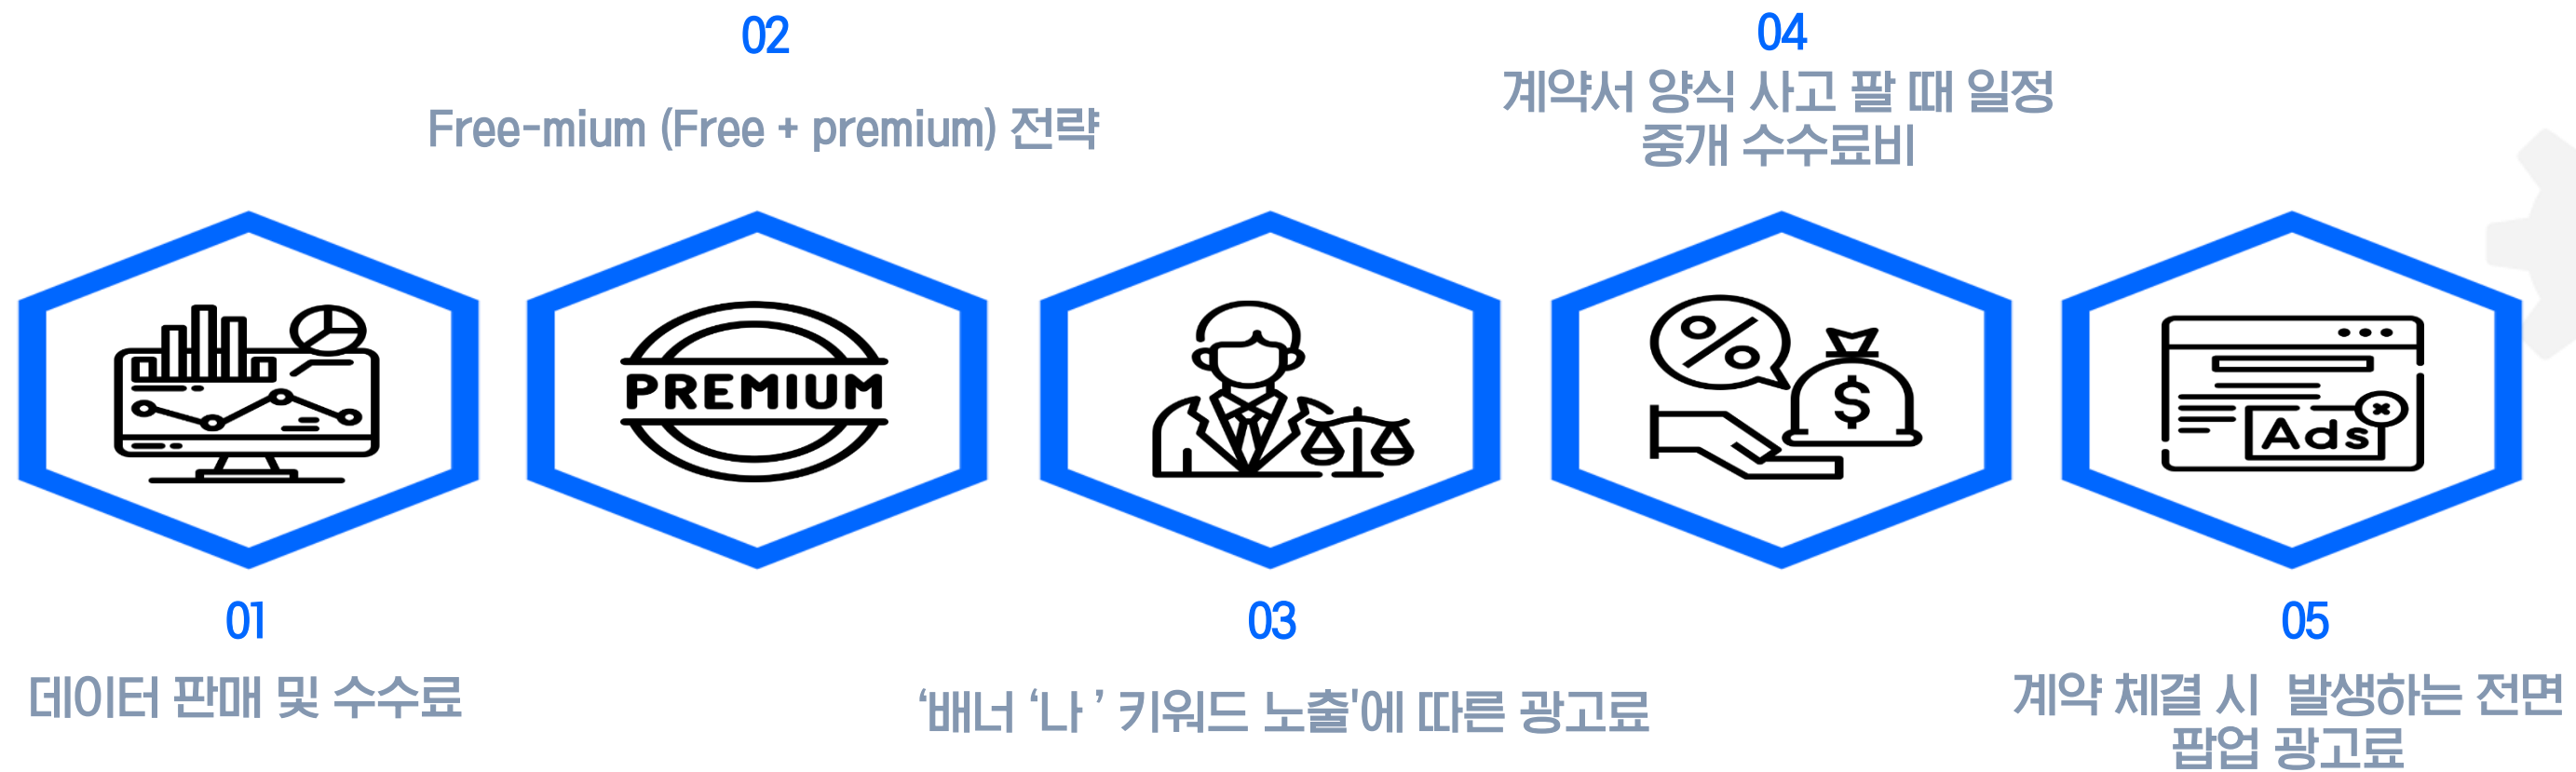 02
Free-mium (Free + premium) 전략
04
계약서 양식 사고 팔 때 일정
중개 수수료비
PREMIUM
%
$
Ads
01
데이터 판매 및 수수료
03
‘배너 ‘나 ’ 키워드 노출'에 따른 광고료
05
계약 체결 시 발생하는 전면
팝업 광고료